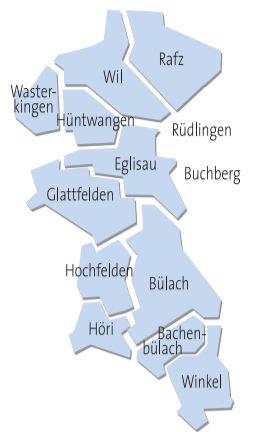 Rafz
Wil
Waster-
kingen
Hüntwangen
Rüdlingen
Eglisau
Buchberg
Glattfelden
Hochfelden
Bülach
Höri
Bachen-
bülach
Winkel